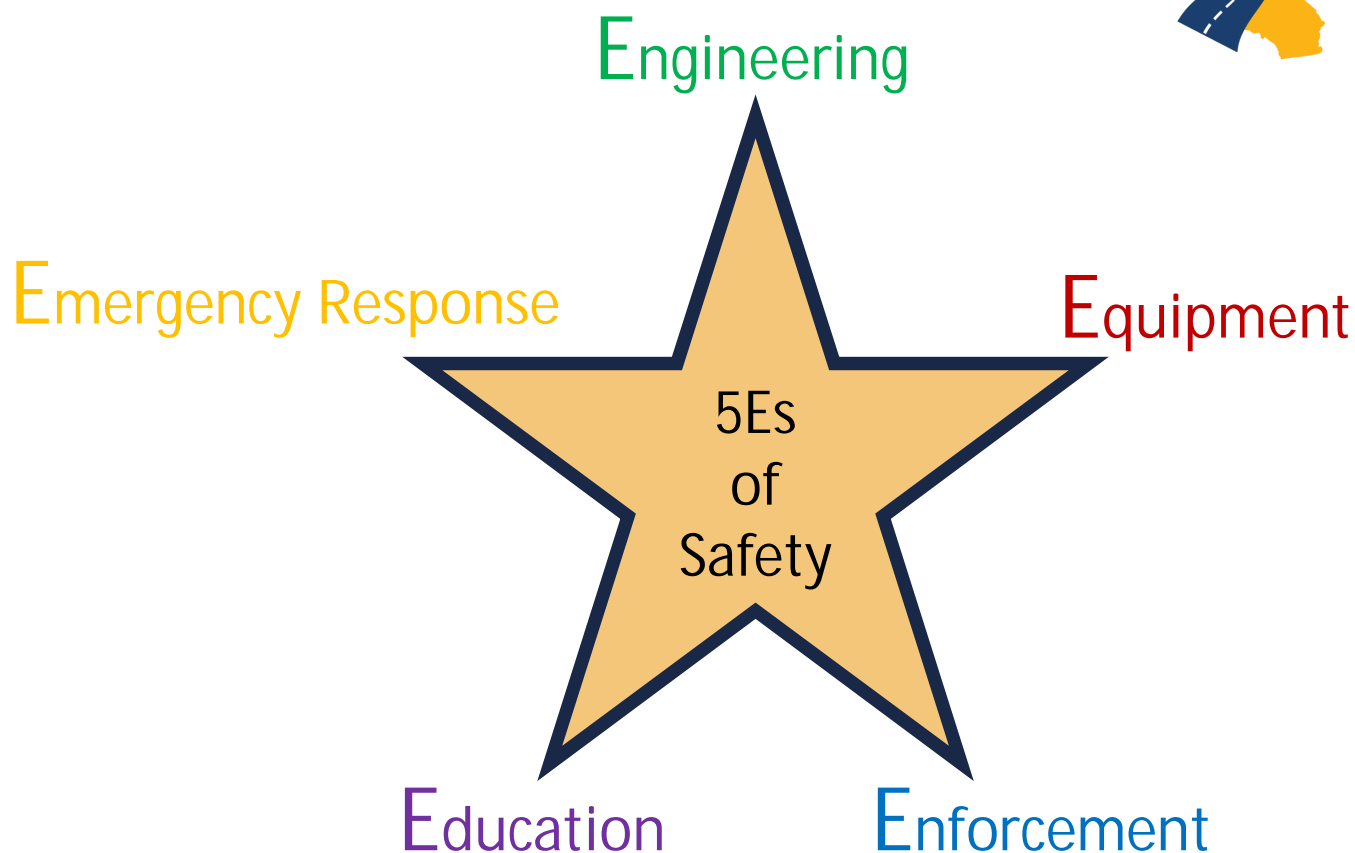 Engineering
Emergency Response
Equipment
5Es
of
Safety
Education
Enforcement